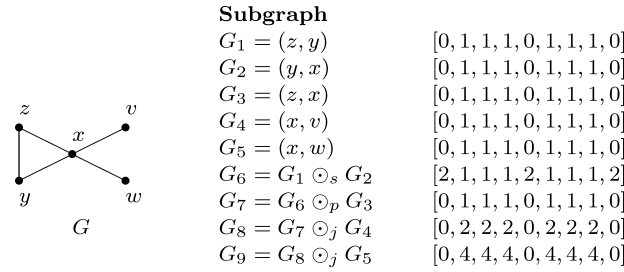 z
v
x
y
w
G
Subgraph
G₁ = (z, y) [0, 1, 1, 1, 0, 1, 1, 1, 0]
G₂ = (y, x) [0, 1, 1, 1, 0, 1, 1, 1, 0]
G₃ = (z, x) [0, 1, 1, 1, 0, 1, 1, 1, 0]
G₄ = (x, v) [0, 1, 1, 1, 0, 1, 1, 1, 0]
G₅ = (x, w) [0, 1, 1, 1, 0, 1, 1, 1, 0]
G₆ = G₁ ⊙ₛ G₂ [2, 1, 1, 1, 2, 1, 1, 1, 2]
G₇ = G₆ ⊙ₚ G₃ [0, 1, 1, 1, 0, 1, 1, 1, 0]
G₈ = G₇ ⊙ⱼ G₄ [0, 2, 2, 2, 0, 2, 2, 2, 0]
G₉ = G₈ ⊙ⱼ G₅ [0, 4, 4, 4, 0, 4, 4, 4, 0]